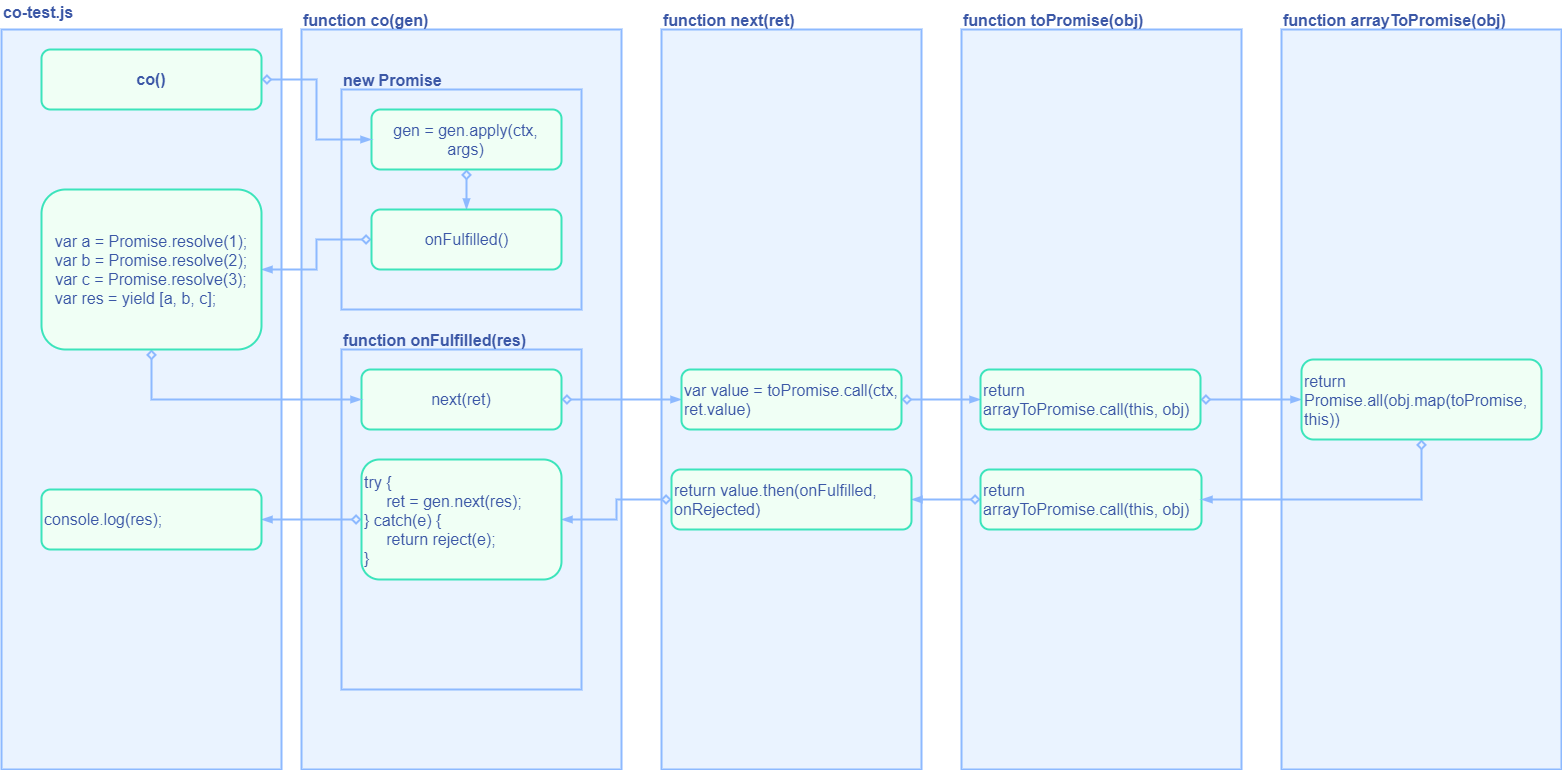 co-test.js
co()
var a = Promise.resolve(1);
var b = Promise.resolve(2);
var c = Promise.resolve(3);
var res = yield [a, b, c];
console.log(res);
function co(gen)
new Promise
gen = gen.apply(ctx,
args)
onFulfilled()
function onFulfilled(res)
next(ret)
try {
ret = gen.next(res);
} catch(e) {
return reject(e);
}
function next(ret)
var value = toPromise.call(ctx,
ret.value)
return value.then(onFulfilled,
onRejected)
function toPromise(obj)
return
arrayToPromise.call(this, obj)
return
arrayToPromise.call(this, obj)
function arrayToPromise(obj)
return
Promise.all(obj.map(toPromise,
this))